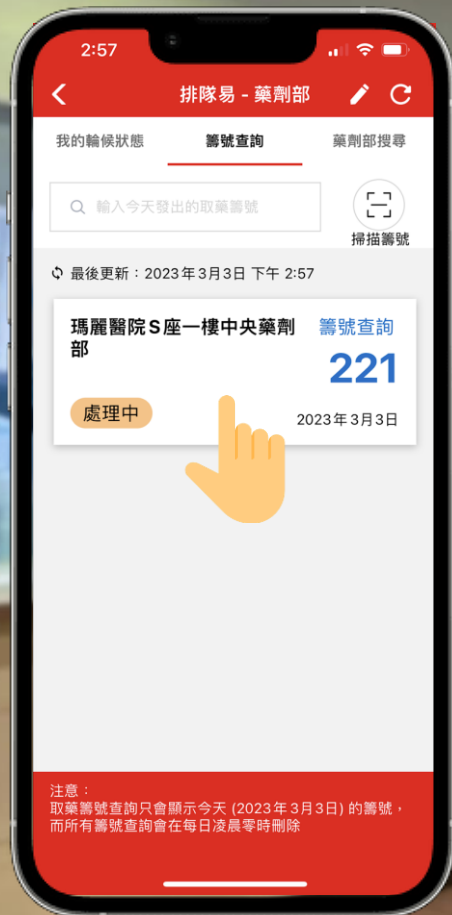 2:57
排隊易 - 藥劑部
我的輪候狀態 籌號查詢 藥劑部搜尋
輸入今天發出的取藥籌號
掃描籌號
最後更新：2023年3月3日 下午 2:57
瑪麗醫院S座一樓中央藥劑 籌號查詢
部
221
處理中 2023年3月3日
注意：
取藥籌號查詢只會顯示今天 (2023年3月3日) 的籌號，
而所有籌號查詢會在每日凌晨零時刪除